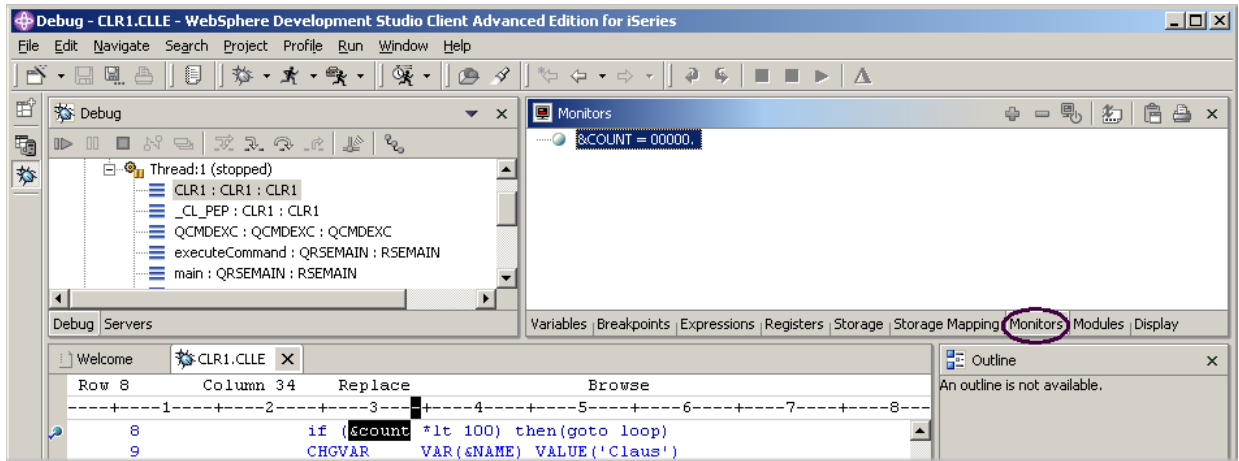 Debug - CLR1.CLLE - WebSphere Development Studio Client Advanced Edition for iSeries
File Edit Navigate Search Project Profile Run Window Help
Debug
Thread:1 (stopped)
CLR1 : CLR1 : CLR1
_CL_PEP : CLR1 : CLR1
QCMDEXC : QCMDEXC : QCMDEXC
executeCommand : QRSEMAIN : RSEMAIN
main : QRSEMAIN : RSEMAIN
Debug Servers
Monitors
&COUNT = 00000.
Variables Breakpoints Expressions Registers Storage Storage Mapping Monitors Modules Display
Welcome CLR1.CLLE
Row 8 Column 34 Replace Browse
----+----1----+----2----+----3----+----4----+----5----+----6----+----7----+----8---
8 if (&count *lt 100) then(goto loop)
9 CHGVAR VAR(&NAME) VALUE('Claus')
Outline
An outline is not available.